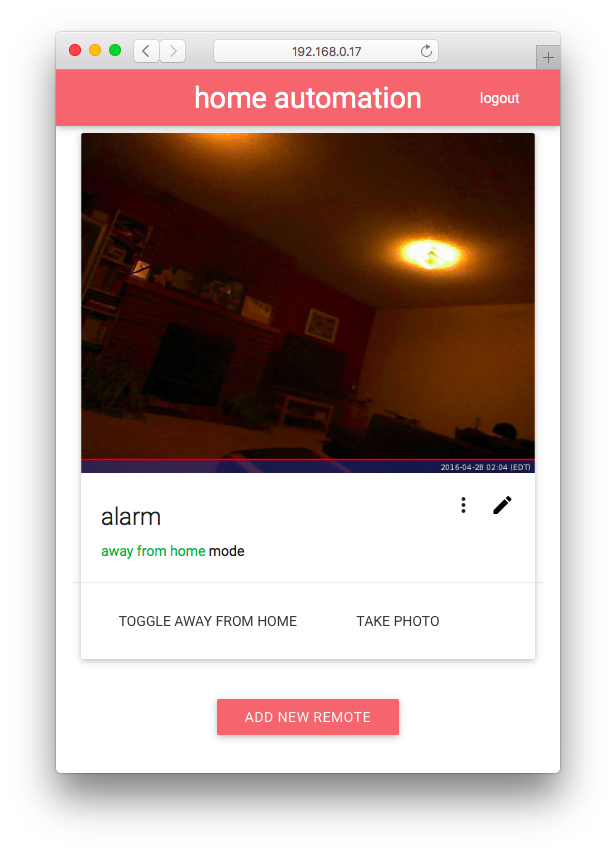 192.168.0.17
home automation
logout
2016-04-28 02:04 (EDT)
alarm
away from home mode
TOGGLE AWAY FROM HOME TAKE PHOTO
ADD NEW REMOTE